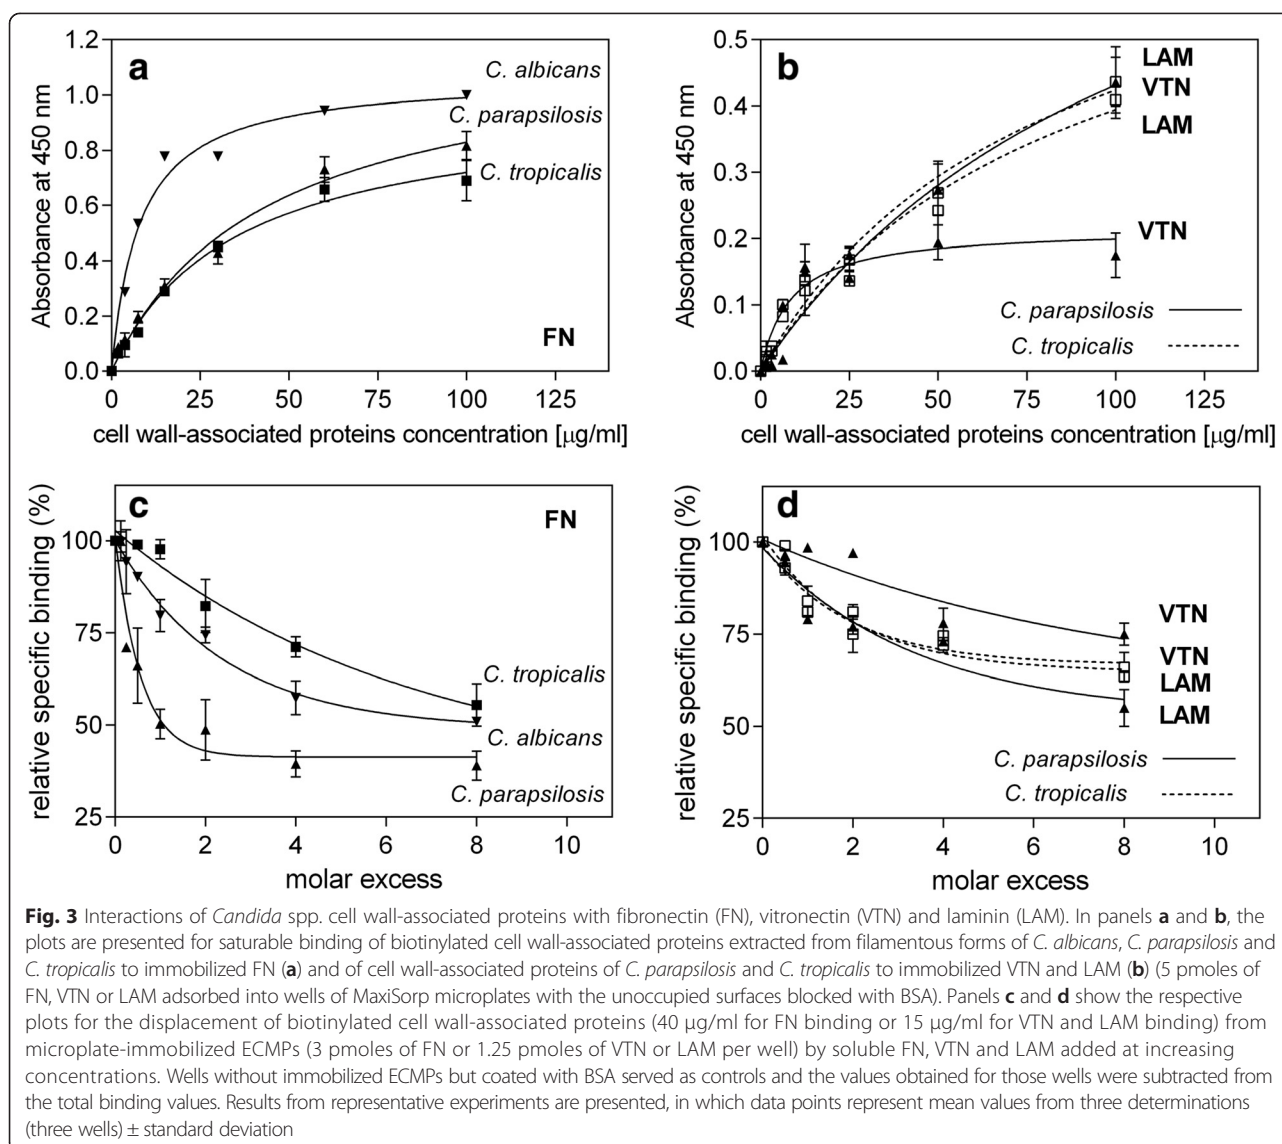 a
1.2
1.0
0.8
0.6
0.4
0.2
0.0
Absorbance at 450 nm
C. albicans
C. parapsilosis
C. tropicalis
FN
0 25 50 75 100 125
cell wall-associated proteins concentration [μg/ml]
b
0.5
0.4
0.3
0.2
0.1
0.0
Absorbance at 450 nm
LAM
VTN
LAM
VTN
C. parapsilosis
C. tropicalis
0 25 50 75 100 125
cell wall-associated proteins concentration [μg/ml]
c
FN
100
75
50
25
relative specific binding (%)
C. tropicalis
C. albicans
C. parapsilosis
0 2 4 6 8 10
molar excess
d
100
75
50
25
relative specific binding (%)
VTN
VTN
LAM
LAM
C. parapsilosis
C. tropicalis
0 2 4 6 8 10
molar excess
Fig. 3 Interactions of Candida spp. cell wall-associated proteins with fibronectin (FN), vitronectin (VTN) and laminin (LAM). In panels a and b, the
plots are presented for saturable binding of biotinylated cell wall-associated proteins extracted from filamentous forms of C. albicans, C. parapsilosis and
C. tropicalis to immobilized FN (a) and of cell wall-associated proteins of C. parapsilosis and C. tropicalis to immobilized VTN and LAM (b) (5 pmoles of
FN, VTN or LAM adsorbed into wells of MaxiSorp microplates with the unoccupied surfaces blocked with BSA). Panels c and d show the respective
plots for the displacement of biotinylated cell wall-associated proteins (40 μg/ml for FN binding or 15 μg/ml for VTN and LAM binding) from
microplate-immobilized ECMPs (3 pmoles of FN or 1.25 pmoles of VTN or LAM per well) by soluble FN, VTN and LAM added at increasing
concentrations. Wells without immobilized ECMPs but coated with BSA served as controls and the values obtained for those wells were subtracted from
the total binding values. Results from representative experiments are presented, in which data points represent mean values from three determinations
(three wells) ± standard deviation